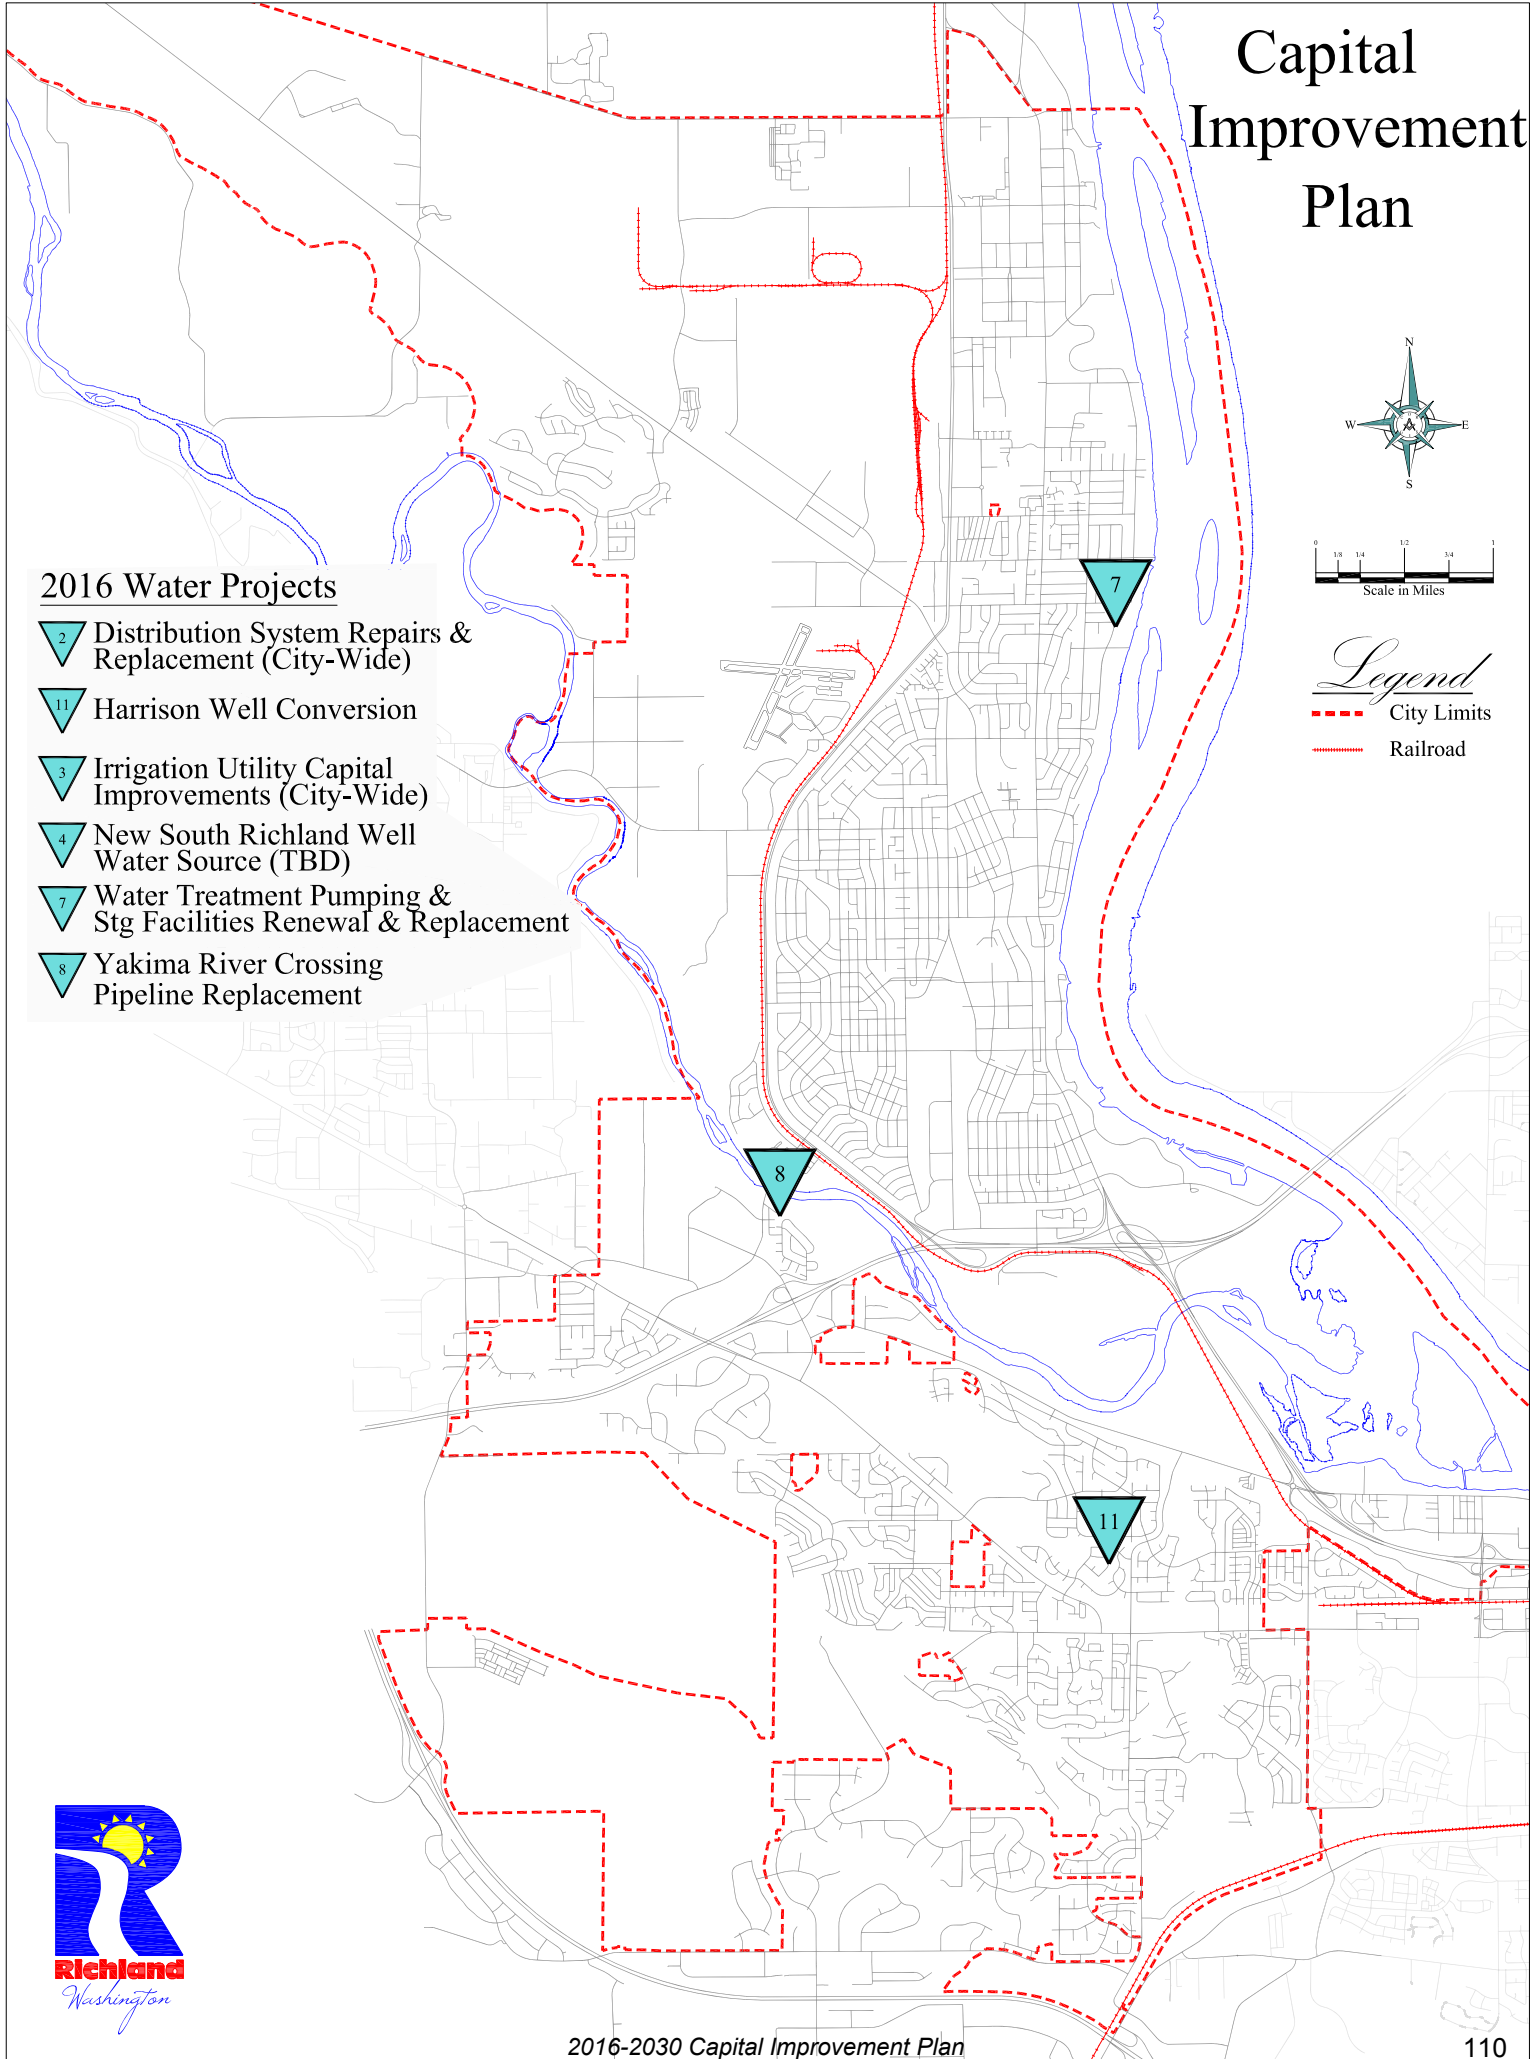 Capital
Improvement
Plan
N
W
E
S
0
1/8
1/4
1/2
3/4
1
Scale in Miles
Legend
City Limits
Railroad
2016 Water Projects
2
Distribution System Repairs &
Replacement (City-Wide)
11
Harrison Well Conversion
3
Irrigation Utility Capital
Improvements (City-Wide)
4
New South Richland Well
Water Source (TBD)
7
Water Treatment Pumping &
Stg Facilities Renewal & Replacement
8
Yakima River Crossing
Pipeline Replacement
7
8
11
Richland
Washington
2016-2030 Capital Improvement Plan
110